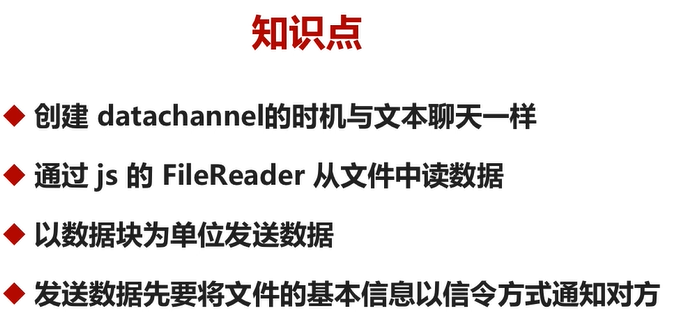 知识点
创建 datachannel的时机与文本聊天一样
通过 js 的 FileReader 从文件中读数据
以数据块为单位发送数据
发送数据先要将文件的基本信息以信令方式通知对方